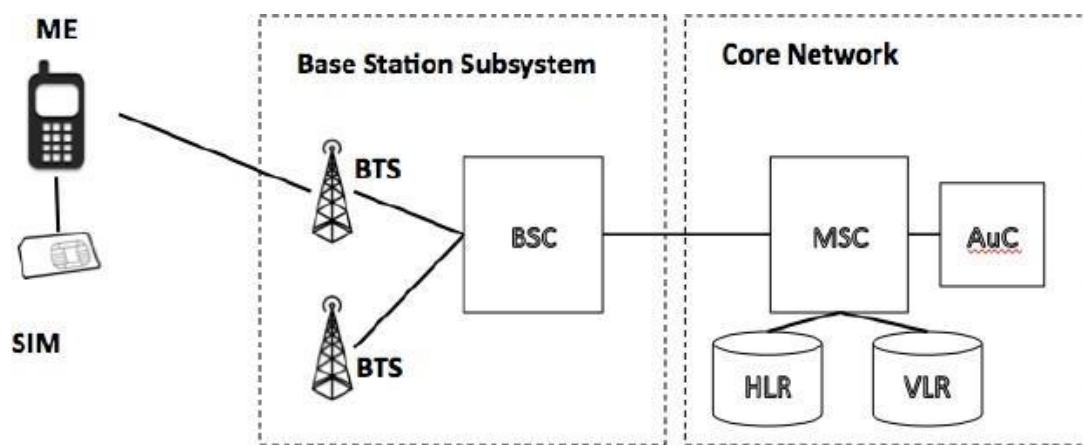 ME
Base Station Subsystem
Core Network
BTS
BSC
MSC
AuC
SIM
BTS
HLR
VLR